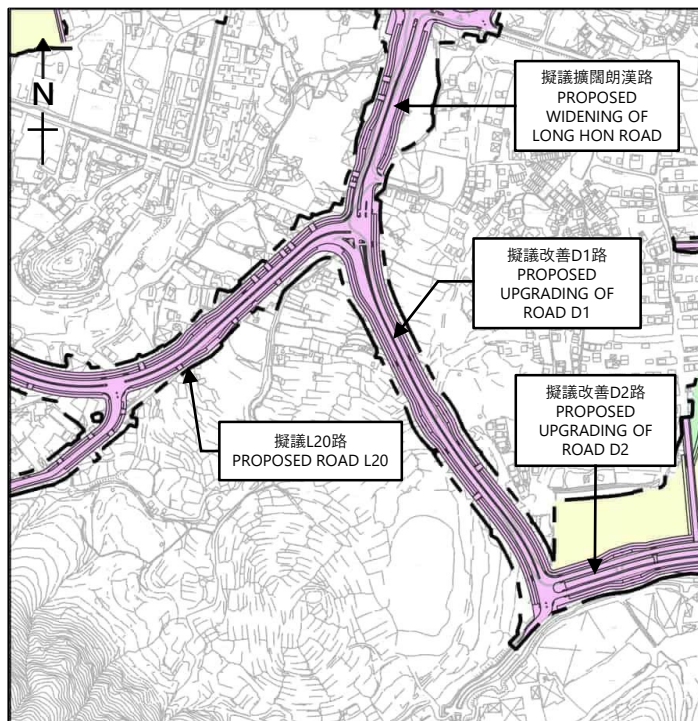 N
擬議擴闊朗漢路
PROPOSED
WIDENING OF
LONG HON ROAD
擬議改善D1路
PROPOSED
UPGRADING OF
ROAD D1
擬議改善D2路
PROPOSED
UPGRADING OF
ROAD D2
擬議L20路
PROPOSED ROAD L20